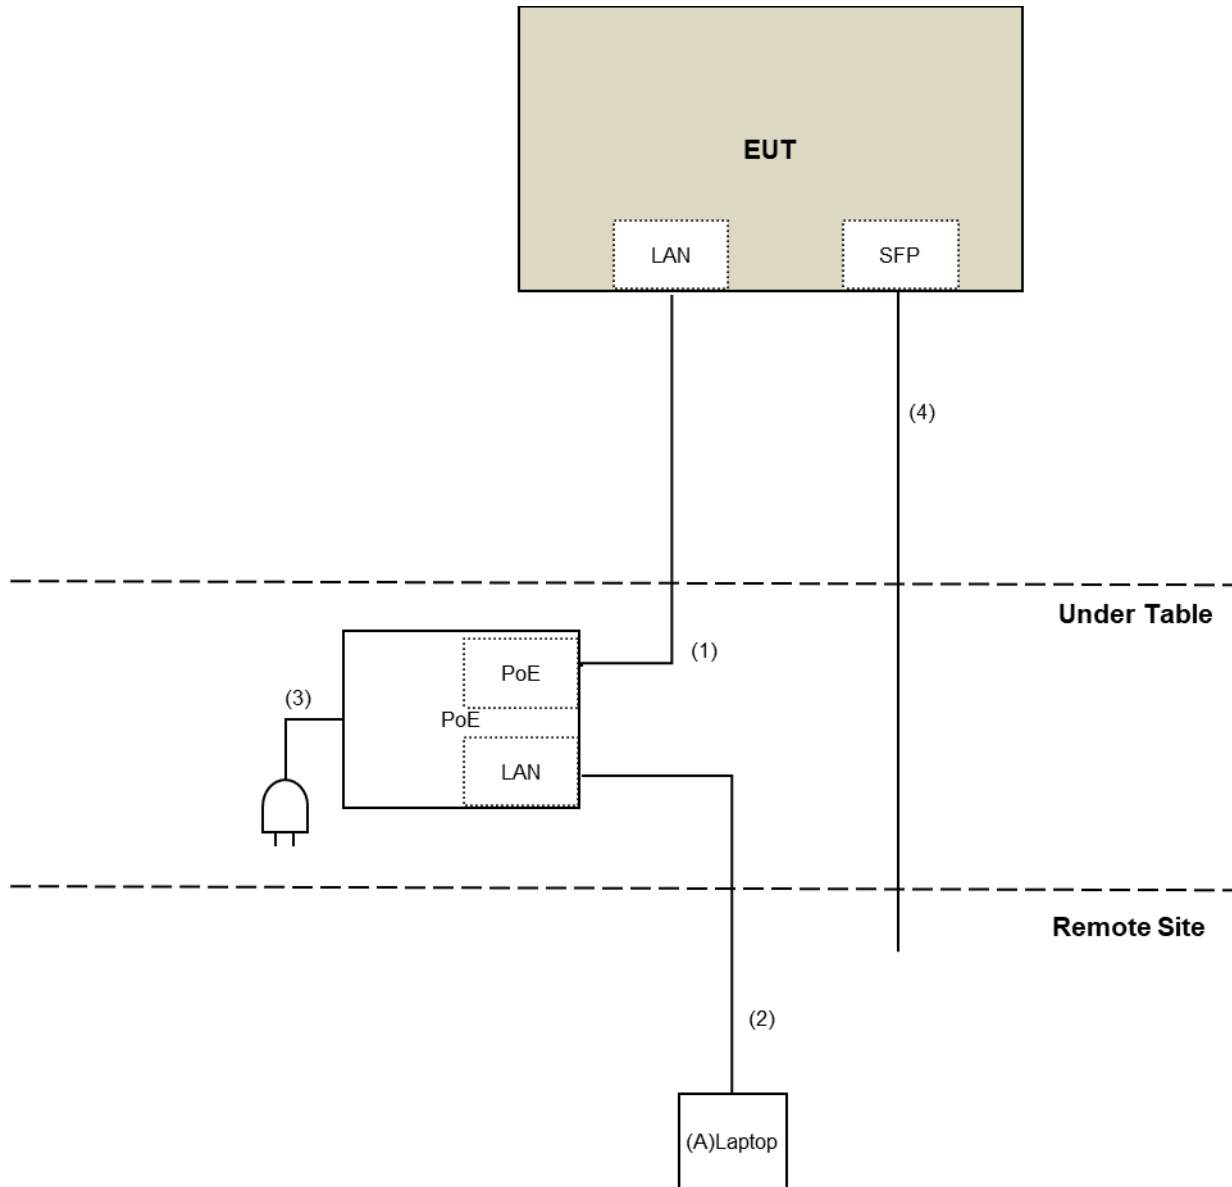 EUT
LAN
SFP
(4)
Under Table
(1)
PoE
(3)
PoE
LAN
Remote Site
(2)
(A)Laptop